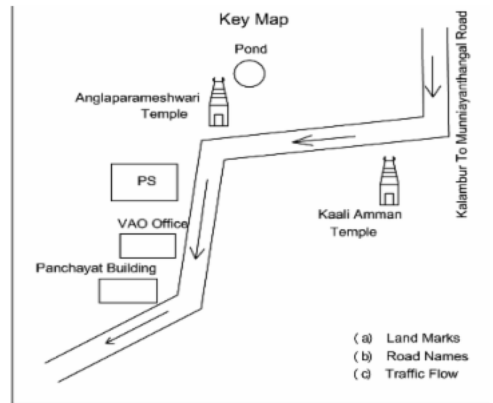 Key Map
Pond
Anglaparameshwari
Temple
Kalambur To Munniyanthangal Road
PS
Kaali Amman
Temple
VAO Office
Panchayat Building
(a) Land Marks
(b) Road Names
(c) Traffic Flow